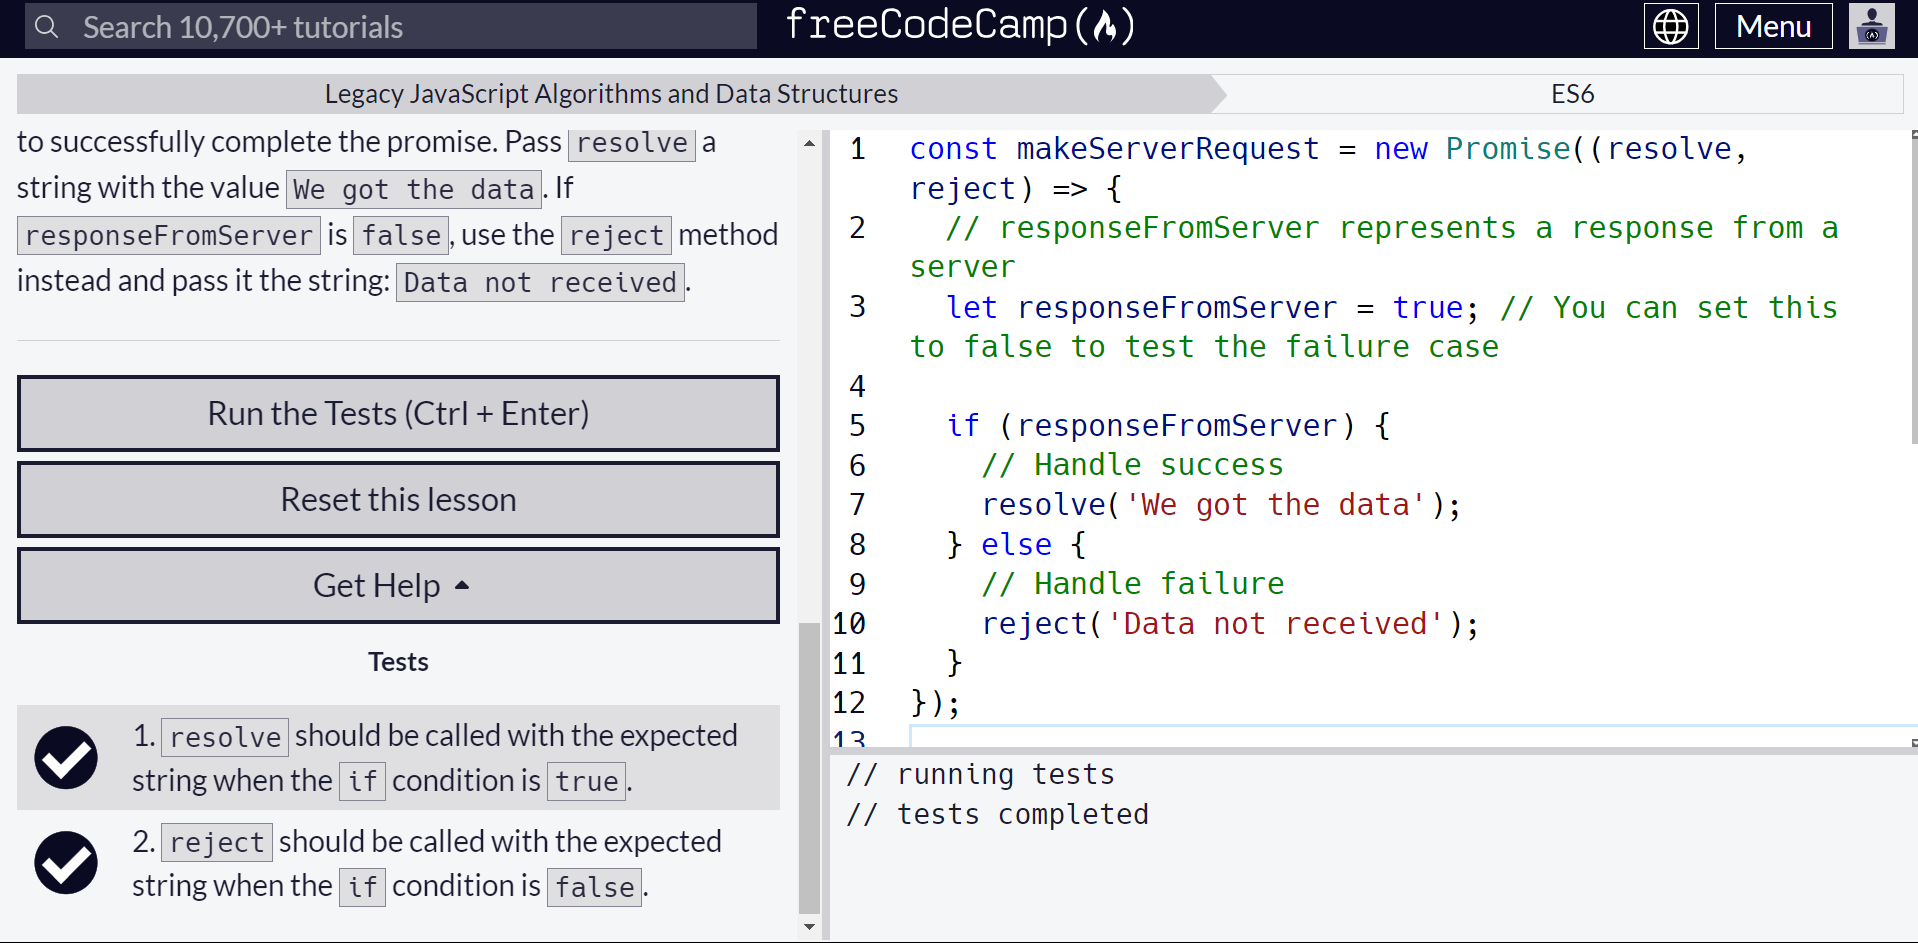 Search 10,700+ tutorials
freeCodeCamp
Menu
Legacy JavaScript Algorithms and Data Structures
ES6
to successfully complete the promise. Pass resolve a
string with the value We got the data. If
responseFromServer is false, use the reject method
instead and pass it the string: Data not received.
Run the Tests (Ctrl + Enter)
Reset this lesson
Get Help
Tests
1. resolve should be called with the expected
string when the if condition is true.
2. reject should be called with the expected
string when the if condition is false.
1 const makeServerRequest = new Promise((resolve,
reject) => {
2 // responseFromServer represents a response from a
server
3 let responseFromServer = true; // You can set this
to false to test the failure case
4
5 if (responseFromServer) {
6 // Handle success
7 resolve('We got the data');
8 } else {
9 // Handle failure
10 reject('Data not received');
11 }
12 });
13
// running tests
// tests completed